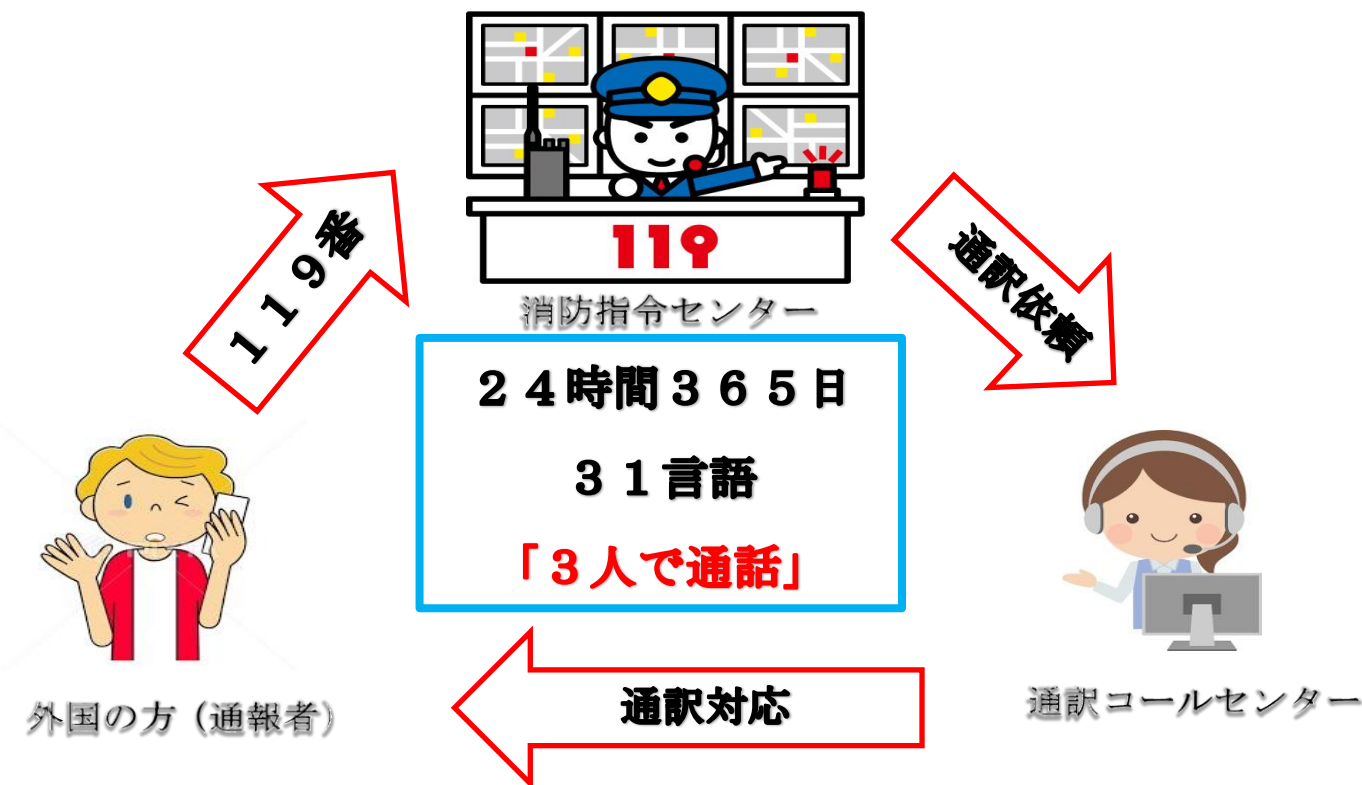 119
消防指令センター
１１９番
通訳依頼
２４時間３６５日
３１言語
「３人で通話」
外国の方（通報者）
通訳対応
通訳コールセンター